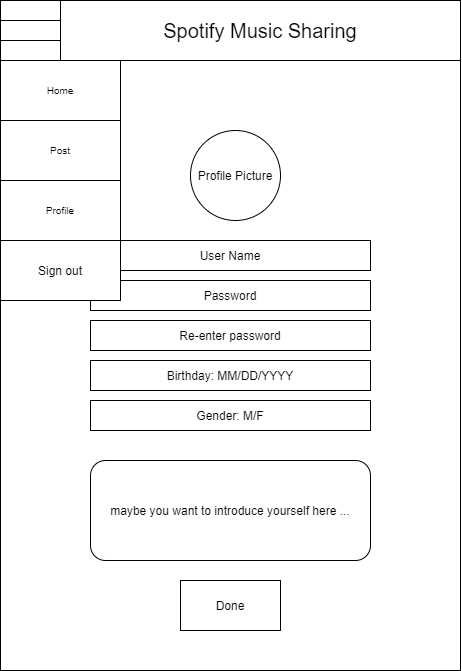 Spotify Music Sharing
Home
Post
Profile
Sign out
Profile Picture
User Name
Password
Re-enter password
Birthday: MM/DD/YYYY
Gender: M/F
maybe you want to introduce yourself here ...
Done